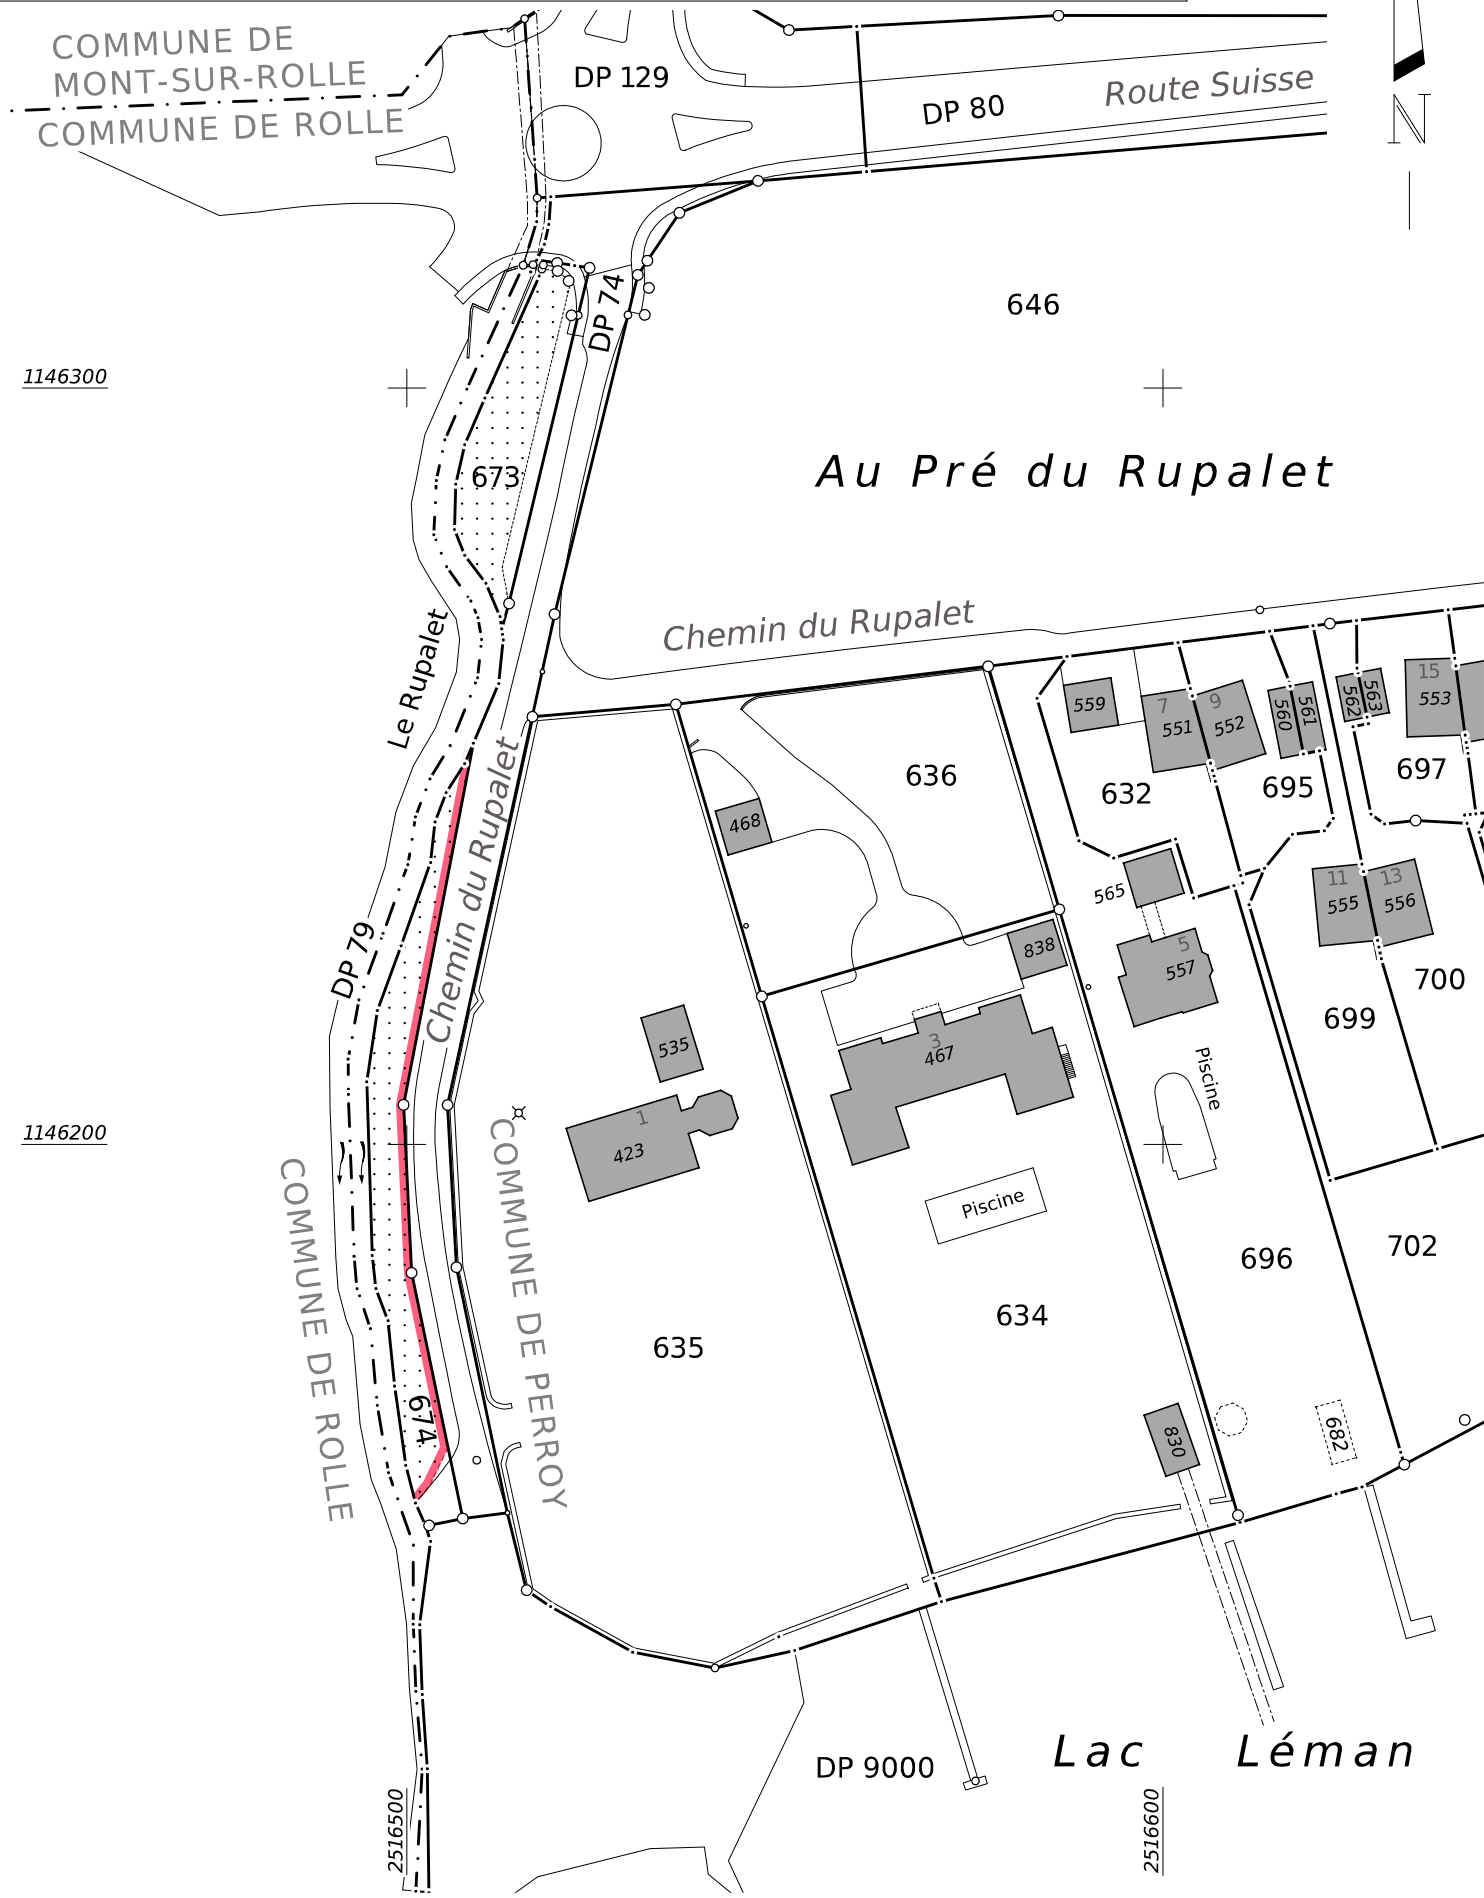 COMMUNE DE
MONT-SUR-ROLLE
COMMUNE DE ROLLE
DP 129
DP 80
Route Suisse
N
DP 74
646
1146300
673
Au Pré du Rupalet
Chemin du Rupalet
Le Rupalet
559
7
551
9
552
560
561
562
563
15
553
636
632
695
697
468
Chemin du Rupalet
565
11
555
13
556
DP 79
838
5
557
700
699
535
3
467
Piscine
1
423
1146200
COMMUNE DE ROLLE
COMMUNE DE PERROY
Piscine
696
702
634
635
674
830
682
Lac Léman
DP 9000
2516500
2516600